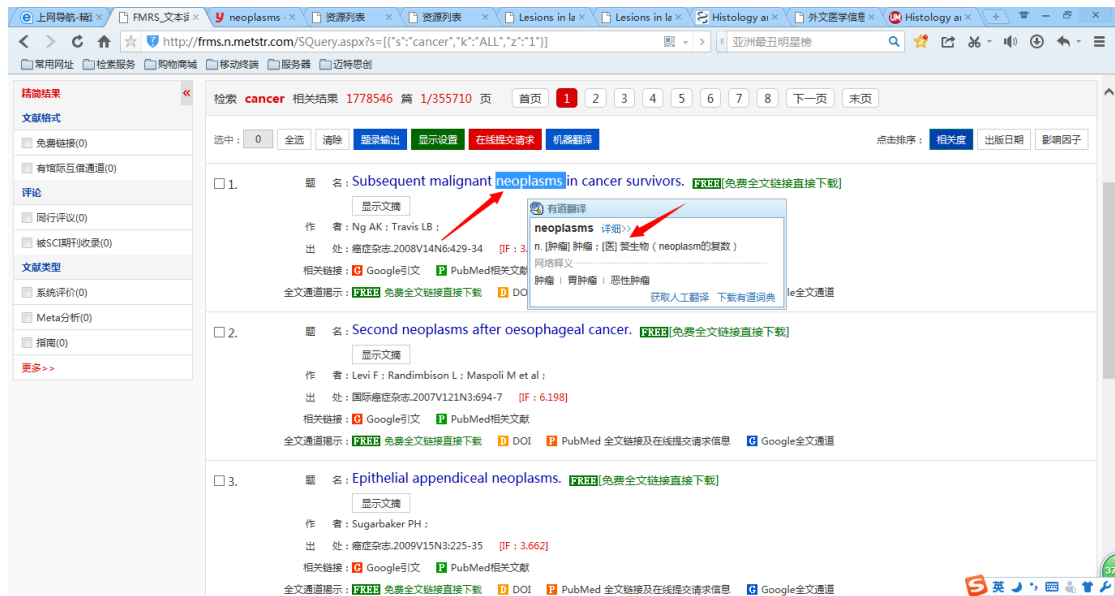 上网导航-精 FMRS_文本 neoplasms - 资源列表 资源列表 Lesions in la Lesions in le Histology ar 外文医学信息 Histology ar
http://frms.n.metstr.com/SQuery.aspx?s=[{"s":"cancer","k":"ALL","z":"1"}] 亚洲最丑明星榜
常用网址 检索服务 购物商城 移动终端 服务器 迈特思创
精简结果 «
文献格式
免费链接(0)
有馆际互借通道(0)
评论
同行评议(0)
被SCI期刊收录(0)
文献类型
系统评价(0)
Meta分析(0)
指南(0)
更多>>
检索 cancer 相关结果 1778546 篇 1/355710 页 首页 1 2 3 4 5 6 7 8 下一页 末页
选中： 0 全选 清除 题录输出 显示设置 在线提交请求 机器翻译 点击排序： 相关度 出版日期 影响因子
1. 题 名：Subsequent malignant neoplasms in cancer survivors. FREE[免费全文链接直接下载]
显示文摘
作 者：Ng AK ; Travis LB ;
出 处：癌症杂志.2008V14N6:429-34 [IF : 3.
相关链接：G Google引文 P PubMed相关文献
全文通道揭示：FREE 免费全文链接直接下载 D DO le全文通道
有道翻译
neoplasms 详细>>
n. [肿瘤] 肿瘤；[医] 赘生物（neoplasm的复数）
网络释义
肿瘤 | 胃肿瘤 | 恶性肿瘤
获取人工翻译 下载有道词典
2. 题 名：Second neoplasms after oesophageal cancer. FREE[免费全文链接直接下载]
显示文摘
作 者：Levi F ; Randimbison L ; Maspoli M et al ;
出 处：国际癌症杂志.2007V121N3:694-7 [IF : 6.198]
相关链接：G Google引文 P PubMed相关文献
全文通道揭示：FREE 免费全文链接直接下载 D DOI P PubMed 全文链接及在线提交请求信息 G Google全文通道
3. 题 名：Epithelial appendiceal neoplasms. FREE[免费全文链接直接下载]
显示文摘
作 者：Sugarbaker PH ;
出 处：癌症杂志.2009V15N3:225-35 [IF : 3.662]
相关链接：G Google引文 P PubMed相关文献
全文通道揭示：FREE 免费全文链接直接下载 D DOI P PubMed 全文链接及在线提交请求信息 G Google全文通道
37
英